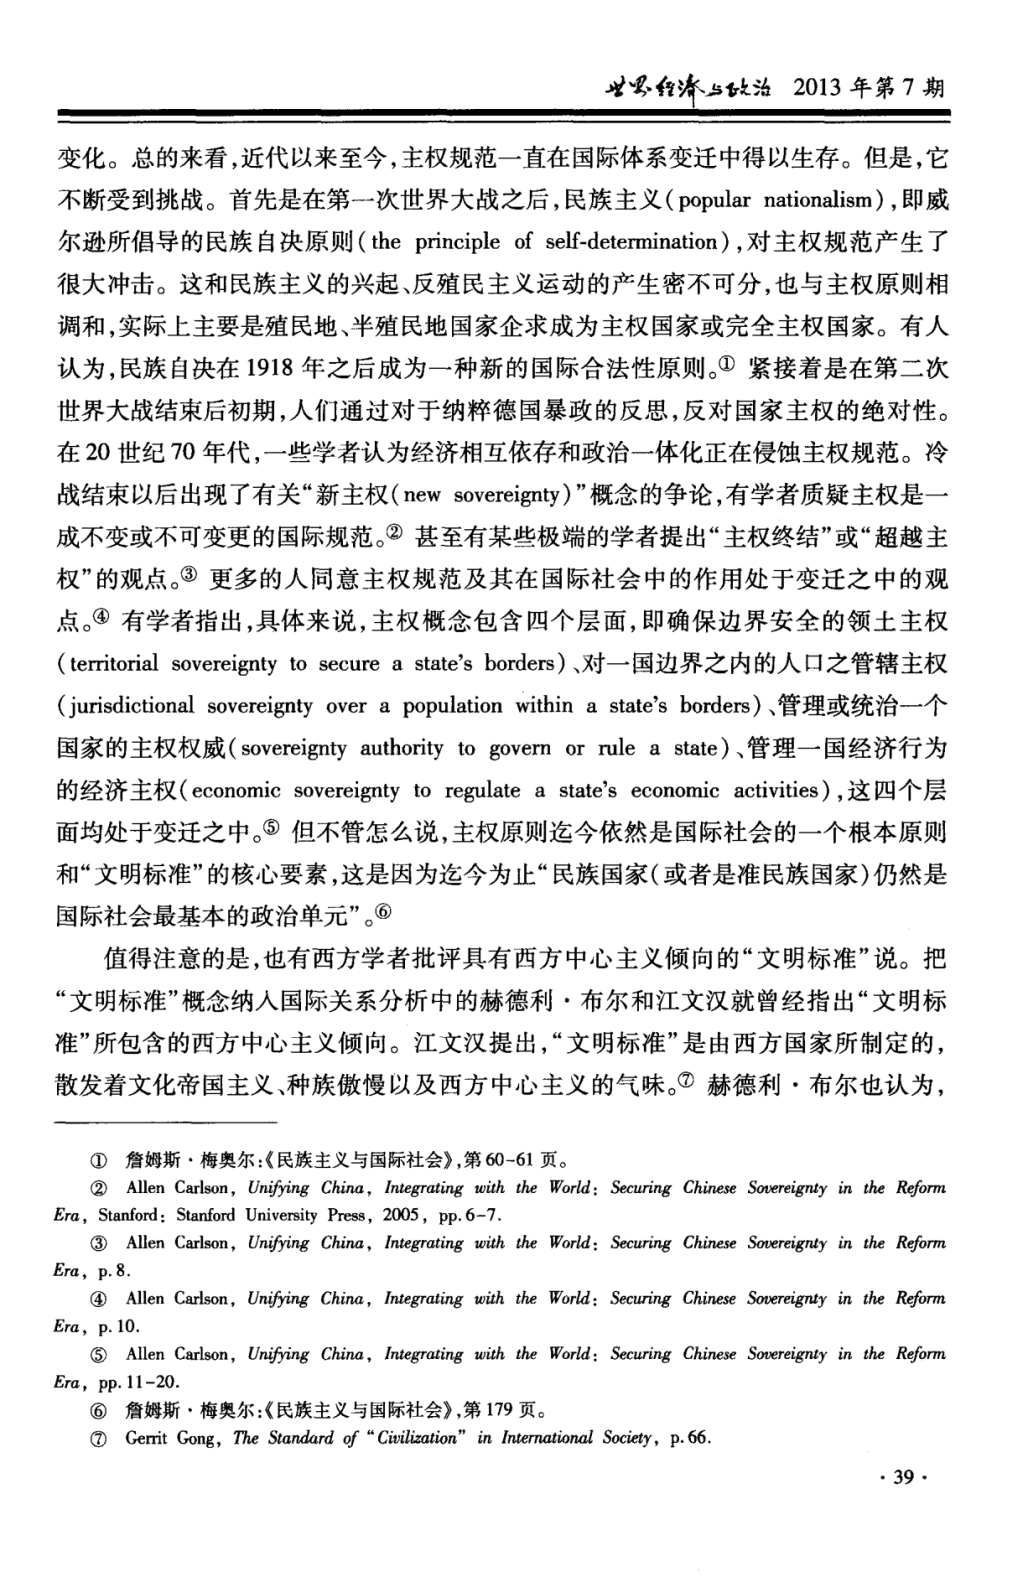 世界经济与政治 2013 年第 7 期
变化。总的来看,近代以来至今,主权规范一直在国际体系变迁中得以生存。但是,它
不断受到挑战。首先是在第一次世界大战之后,民族主义(popular nationalism),即威
尔逊所倡导的民族自决原则(the principle of self-determination),对主权规范产生了
很大冲击。这和民族主义的兴起、反殖民主义运动的产生密不可分,也与主权原则相
调和,实际上主要是殖民地、半殖民地国家企求成为主权国家或完全主权国家。有人
认为,民族自决在 1918 年之后成为一种新的国际合法性原则。① 紧接着是在第二次
世界大战结束后初期,人们通过对于纳粹德国暴政的反思,反对国家主权的绝对性。
在 20 世纪 70 年代,一些学者认为经济相互依存和政治一体化正在侵蚀主权规范。冷
战结束以后出现了有关“新主权(new sovereignty)”概念的争论,有学者质疑主权是一
成不变或不可变更的国际规范。② 甚至有某些极端的学者提出“主权终结”或“超越主
权”的观点。③ 更多的人同意主权规范及其在国际社会中的作用处于变迁之中的观
点。④ 有学者指出,具体来说,主权概念包含四个层面,即确保边界安全的领土主权
(territorial sovereignty to secure a state's borders)、对一国边界之内的人口之管辖主权
(jurisdictional sovereignty over a population within a state's borders)、管理或统治一个
国家的主权权威(sovereignty authority to govern or rule a state)、管理一国经济行为
的经济主权(economic sovereignty to regulate a state's economic activities),这四个层
面均处于变迁之中。⑤ 但不管怎么说,主权原则迄今依然是国际社会的一个根本原则
和“文明标准”的核心要素,这是因为迄今为止“民族国家(或者是准民族国家)仍然是
国际社会最基本的政治单元”。⑥
值得注意的是,也有西方学者批评具有西方中心主义倾向的“文明标准”说。把
“文明标准”概念纳入国际关系分析中的赫德利·布尔和江文汉就曾经指出“文明标
准”所包含的西方中心主义倾向。江文汉提出,“文明标准”是由西方国家所制定的,
散发着文化帝国主义、种族傲慢以及西方中心主义的气味。⑦ 赫德利·布尔也认为,
① 詹姆斯·梅奥尔:《民族主义与国际社会》,第 60-61 页。
② Allen Carlson, Unifying China, Integrating with the World: Securing Chinese Sovereignty in the Reform
Era, Stanford: Stanford University Press, 2005, pp.6-7.
③ Allen Carlson, Unifying China, Integrating with the World: Securing Chinese Sovereignty in the Reform
Era, p.8.
④ Allen Carlson, Unifying China, Integrating with the World: Securing Chinese Sovereignty in the Reform
Era, p.10.
⑤ Allen Carlson, Unifying China, Integrating with the World: Securing Chinese Sovereignty in the Reform
Era, pp.11-20.
⑥ 詹姆斯·梅奥尔:《民族主义与国际社会》,第 179 页。
⑦ Gerrit Gong, The Standard of “Civilization” in International Society, p.66.
· 39 ·